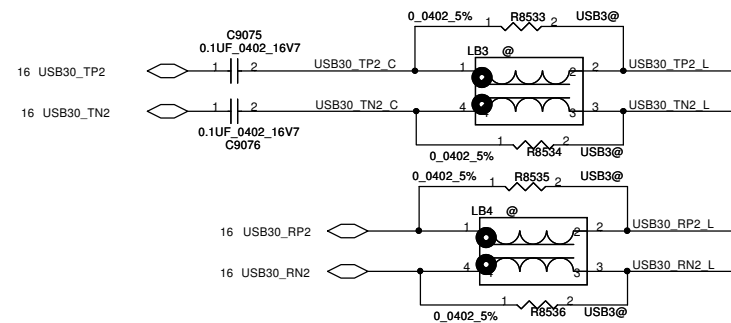 0_0402_5% 1 R8533 2 USB3@
C9075
0.1UF_0402_16V7
LB3 @
16 USB30_TP2 1 2 USB30_TP2_C 1 2 2 USB30_TP2_L
16 USB30_TN2 1 2 USB30_TN2_C 4 4 3 3 USB30_TN2_L
0.1UF_0402_16V7
C9076
0_0402_5% 1 R8534 2 USB3@
0_0402_5% 1 R8535 2 USB3@
LB4 @
16 USB30_RP2 1 2 2 USB30_RP2_L
16 USB30_RN2 4 4 3 3 USB30_RN2_L
0_0402_5% 1 R8536 2 USB3@